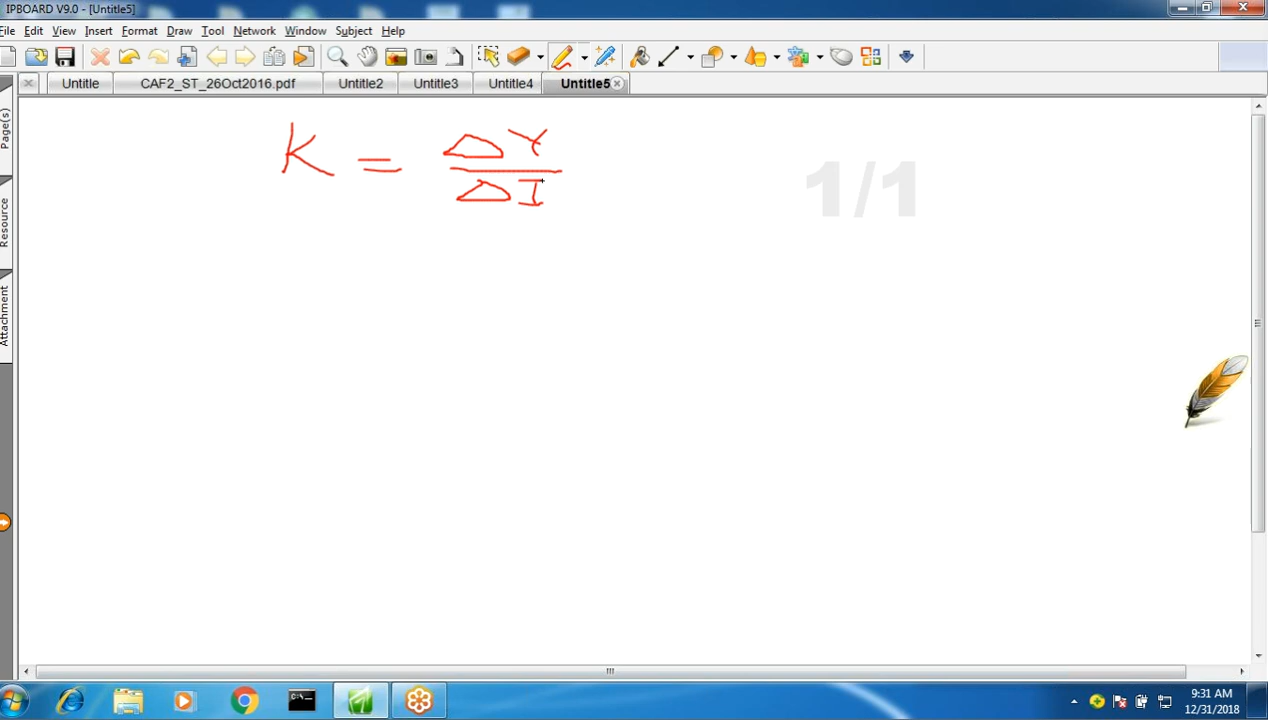 IPBOARD V9.0 - [Untitle5]
File Edit View Insert Format Draw Tool Network Window Subject Help
Untitle CAF2_ST_26Oct2016.pdf Untitle2 Untitle3 Untitle4 Untitle5
Page(s)
Resource
Attachment
K = ΔY / ΔI
1/1
9:31 AM
12/31/2018